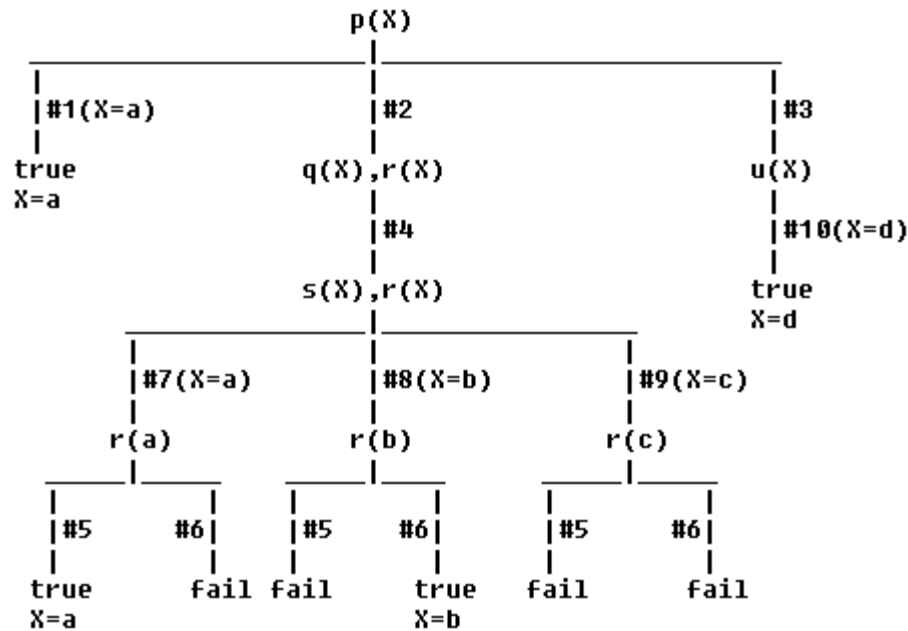 p(X)
#1(X=a) #2 #3
true q(X),r(X) u(X)
X=a
#4 #10(X=d)
s(X),r(X) true
X=d
#7(X=a) #8(X=b) #9(X=c)
r(a) r(b) r(c)
#5 #6 #5 #6 #5 #6
true fail fail true fail fail
X=a X=b